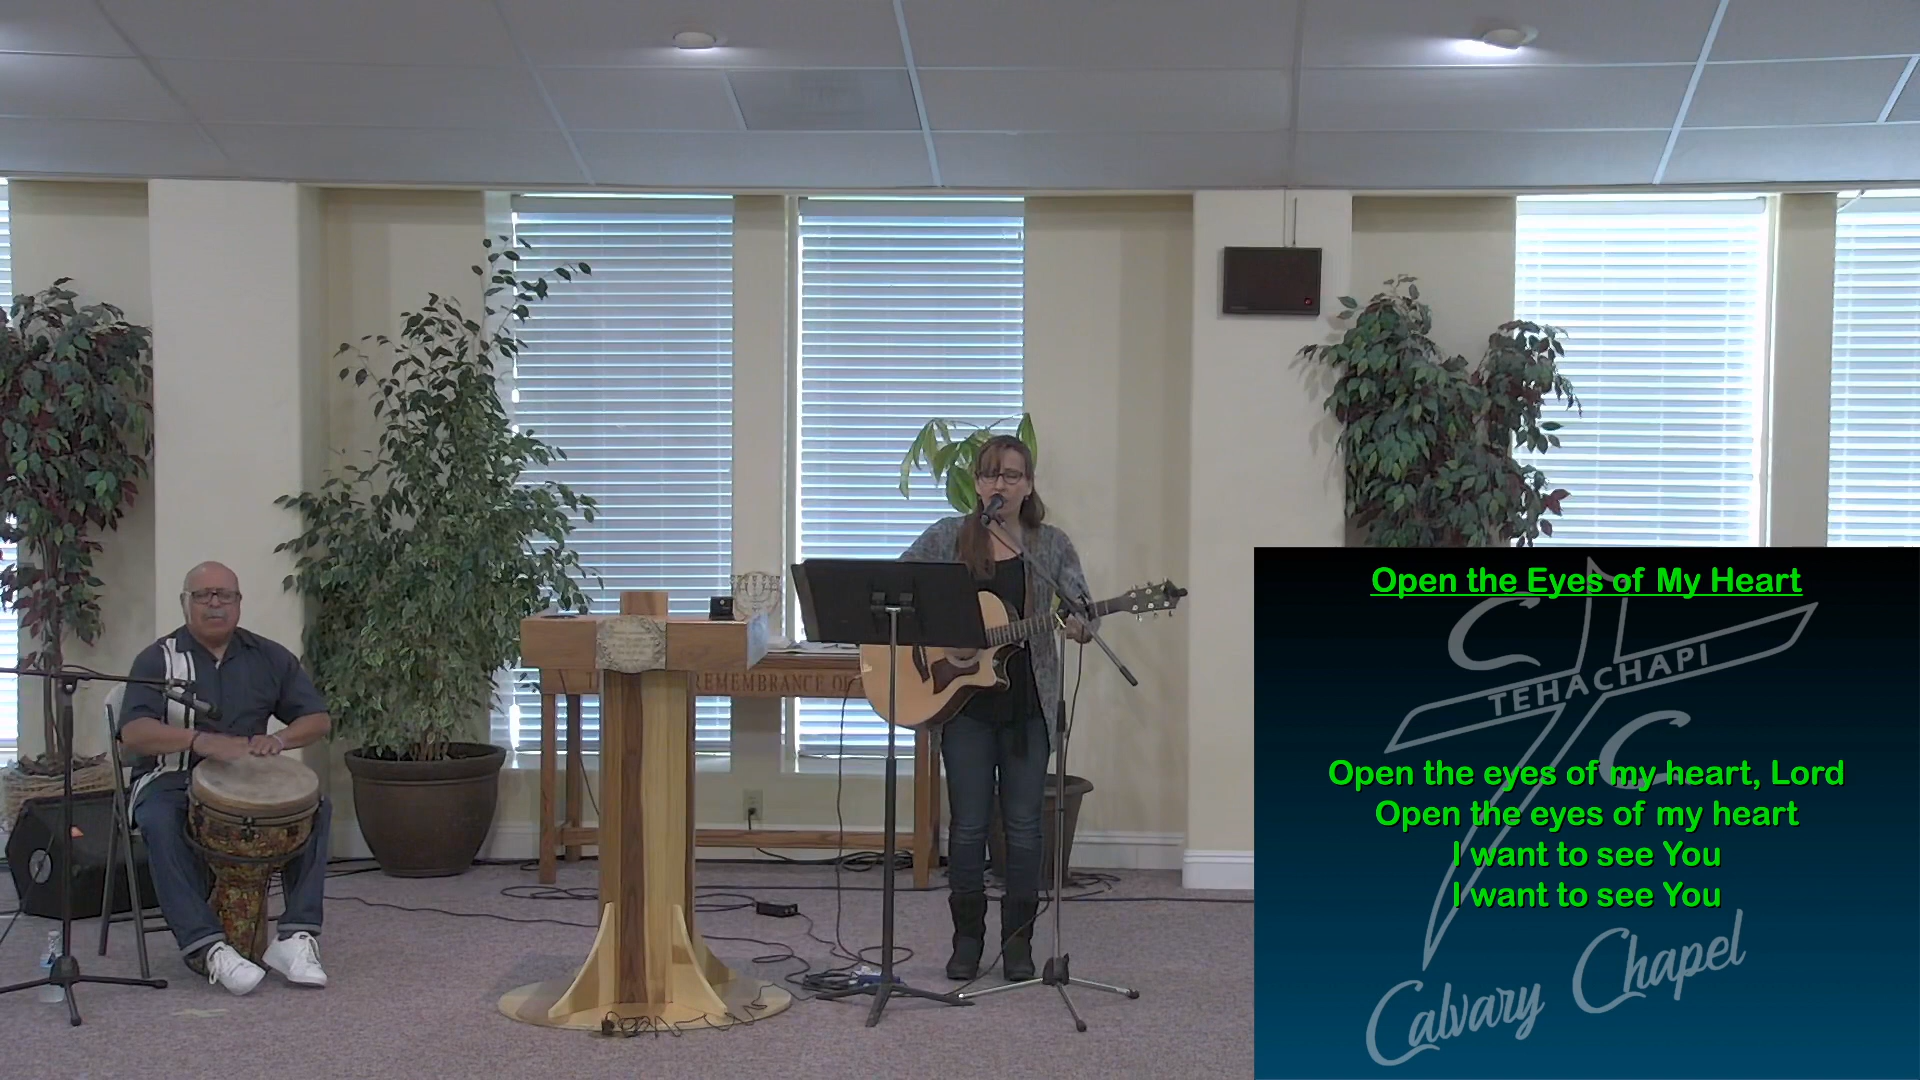 REMEMBRANCE OF
Open the Eyes of My Heart
C
TEHACHAPI
C
Open the eyes of my heart, Lord
Open the eyes of my heart
I want to see You
I want to see You
Calvary Chapel